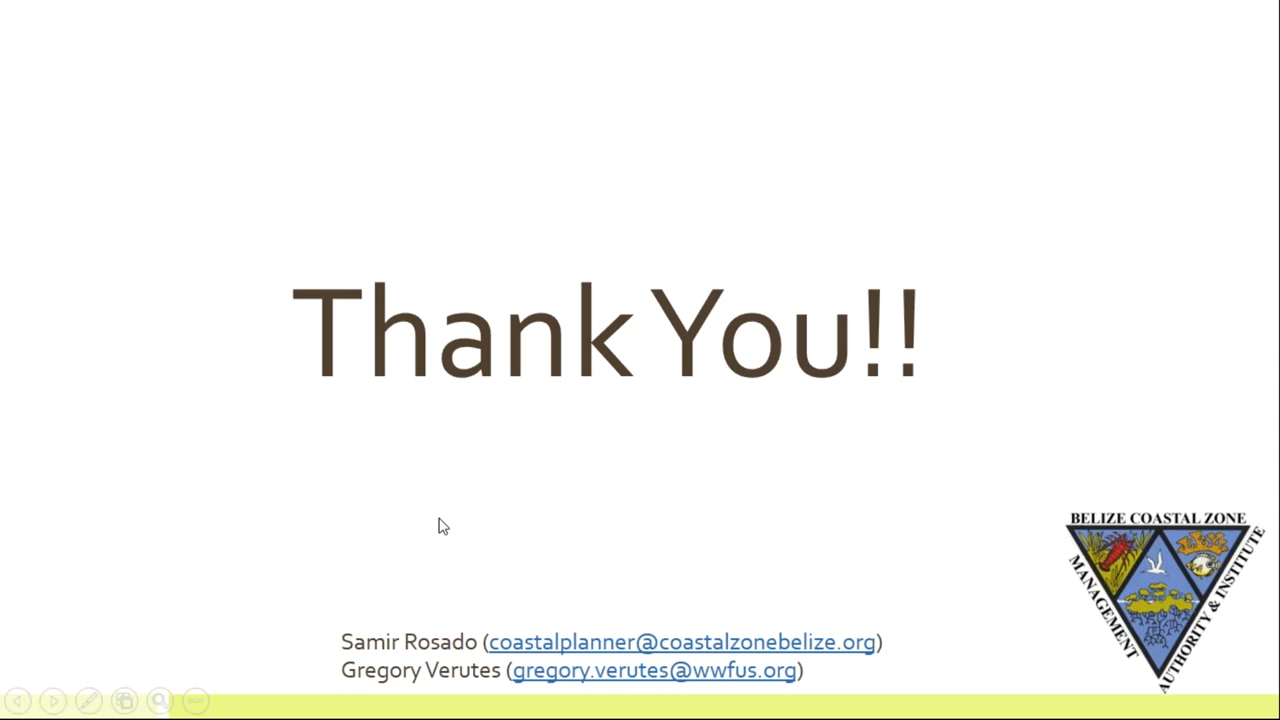 Thank You!!
BELIZE COASTAL ZONE
MANAGEMENT
AUTHORITY & INSTITUTE
Samir Rosado (coastalplanner@coastalzonebelize.org)
Gregory Verutes (gregory.verutes@wwfus.org)